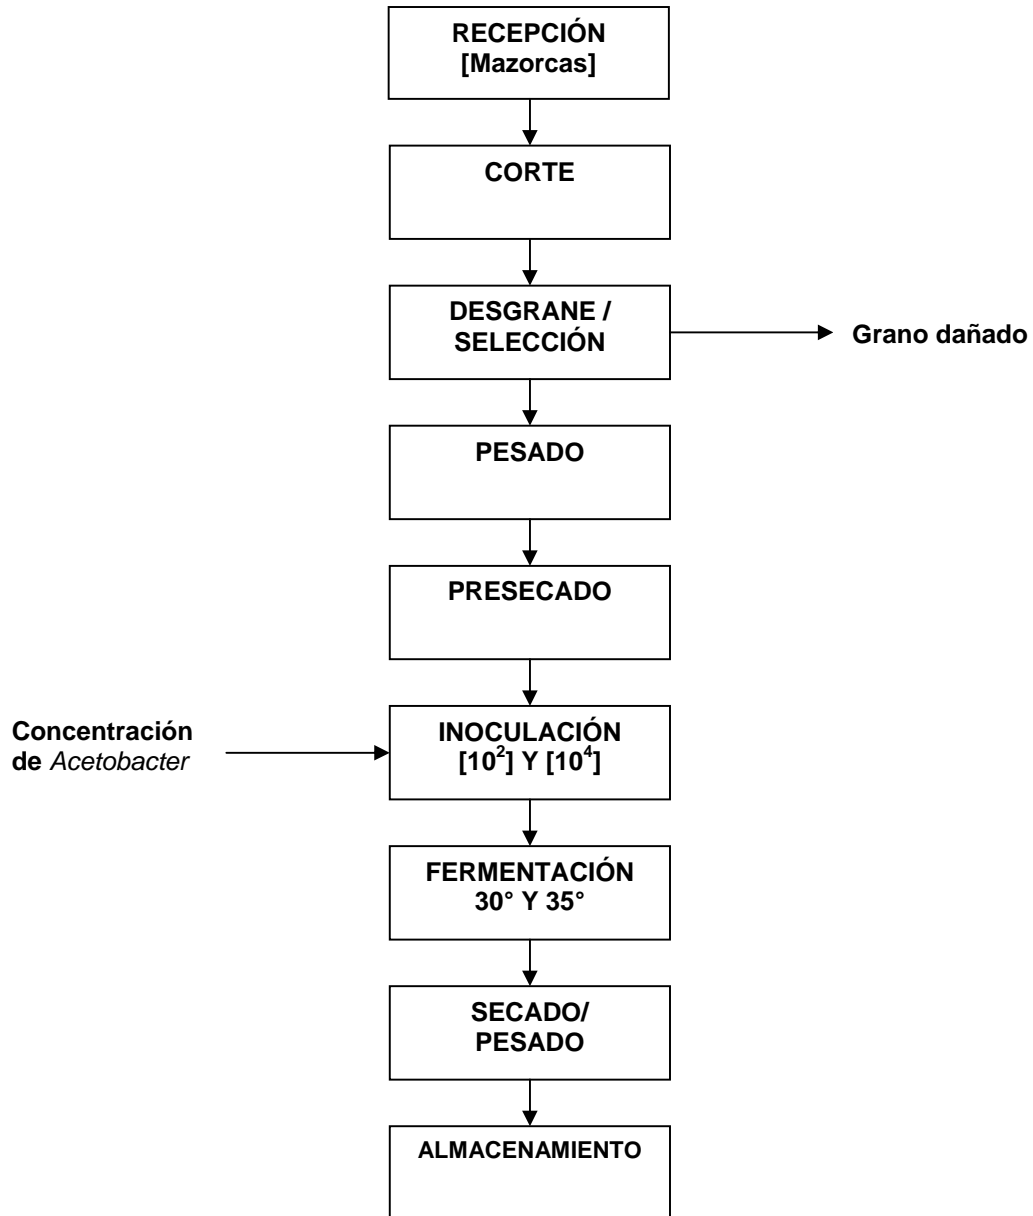 RECEPCIÓN
[Mazorcas]
CORTE
DESGRANE /
SELECCIÓN
Grano dañado
PESADO
PRESECADO
Concentración
de Acetobacter
INOCULACIÓN
[10²] Y [10⁴]
FERMENTACIÓN
30° Y 35°
SECADO/
PESADO
ALMACENAMIENTO